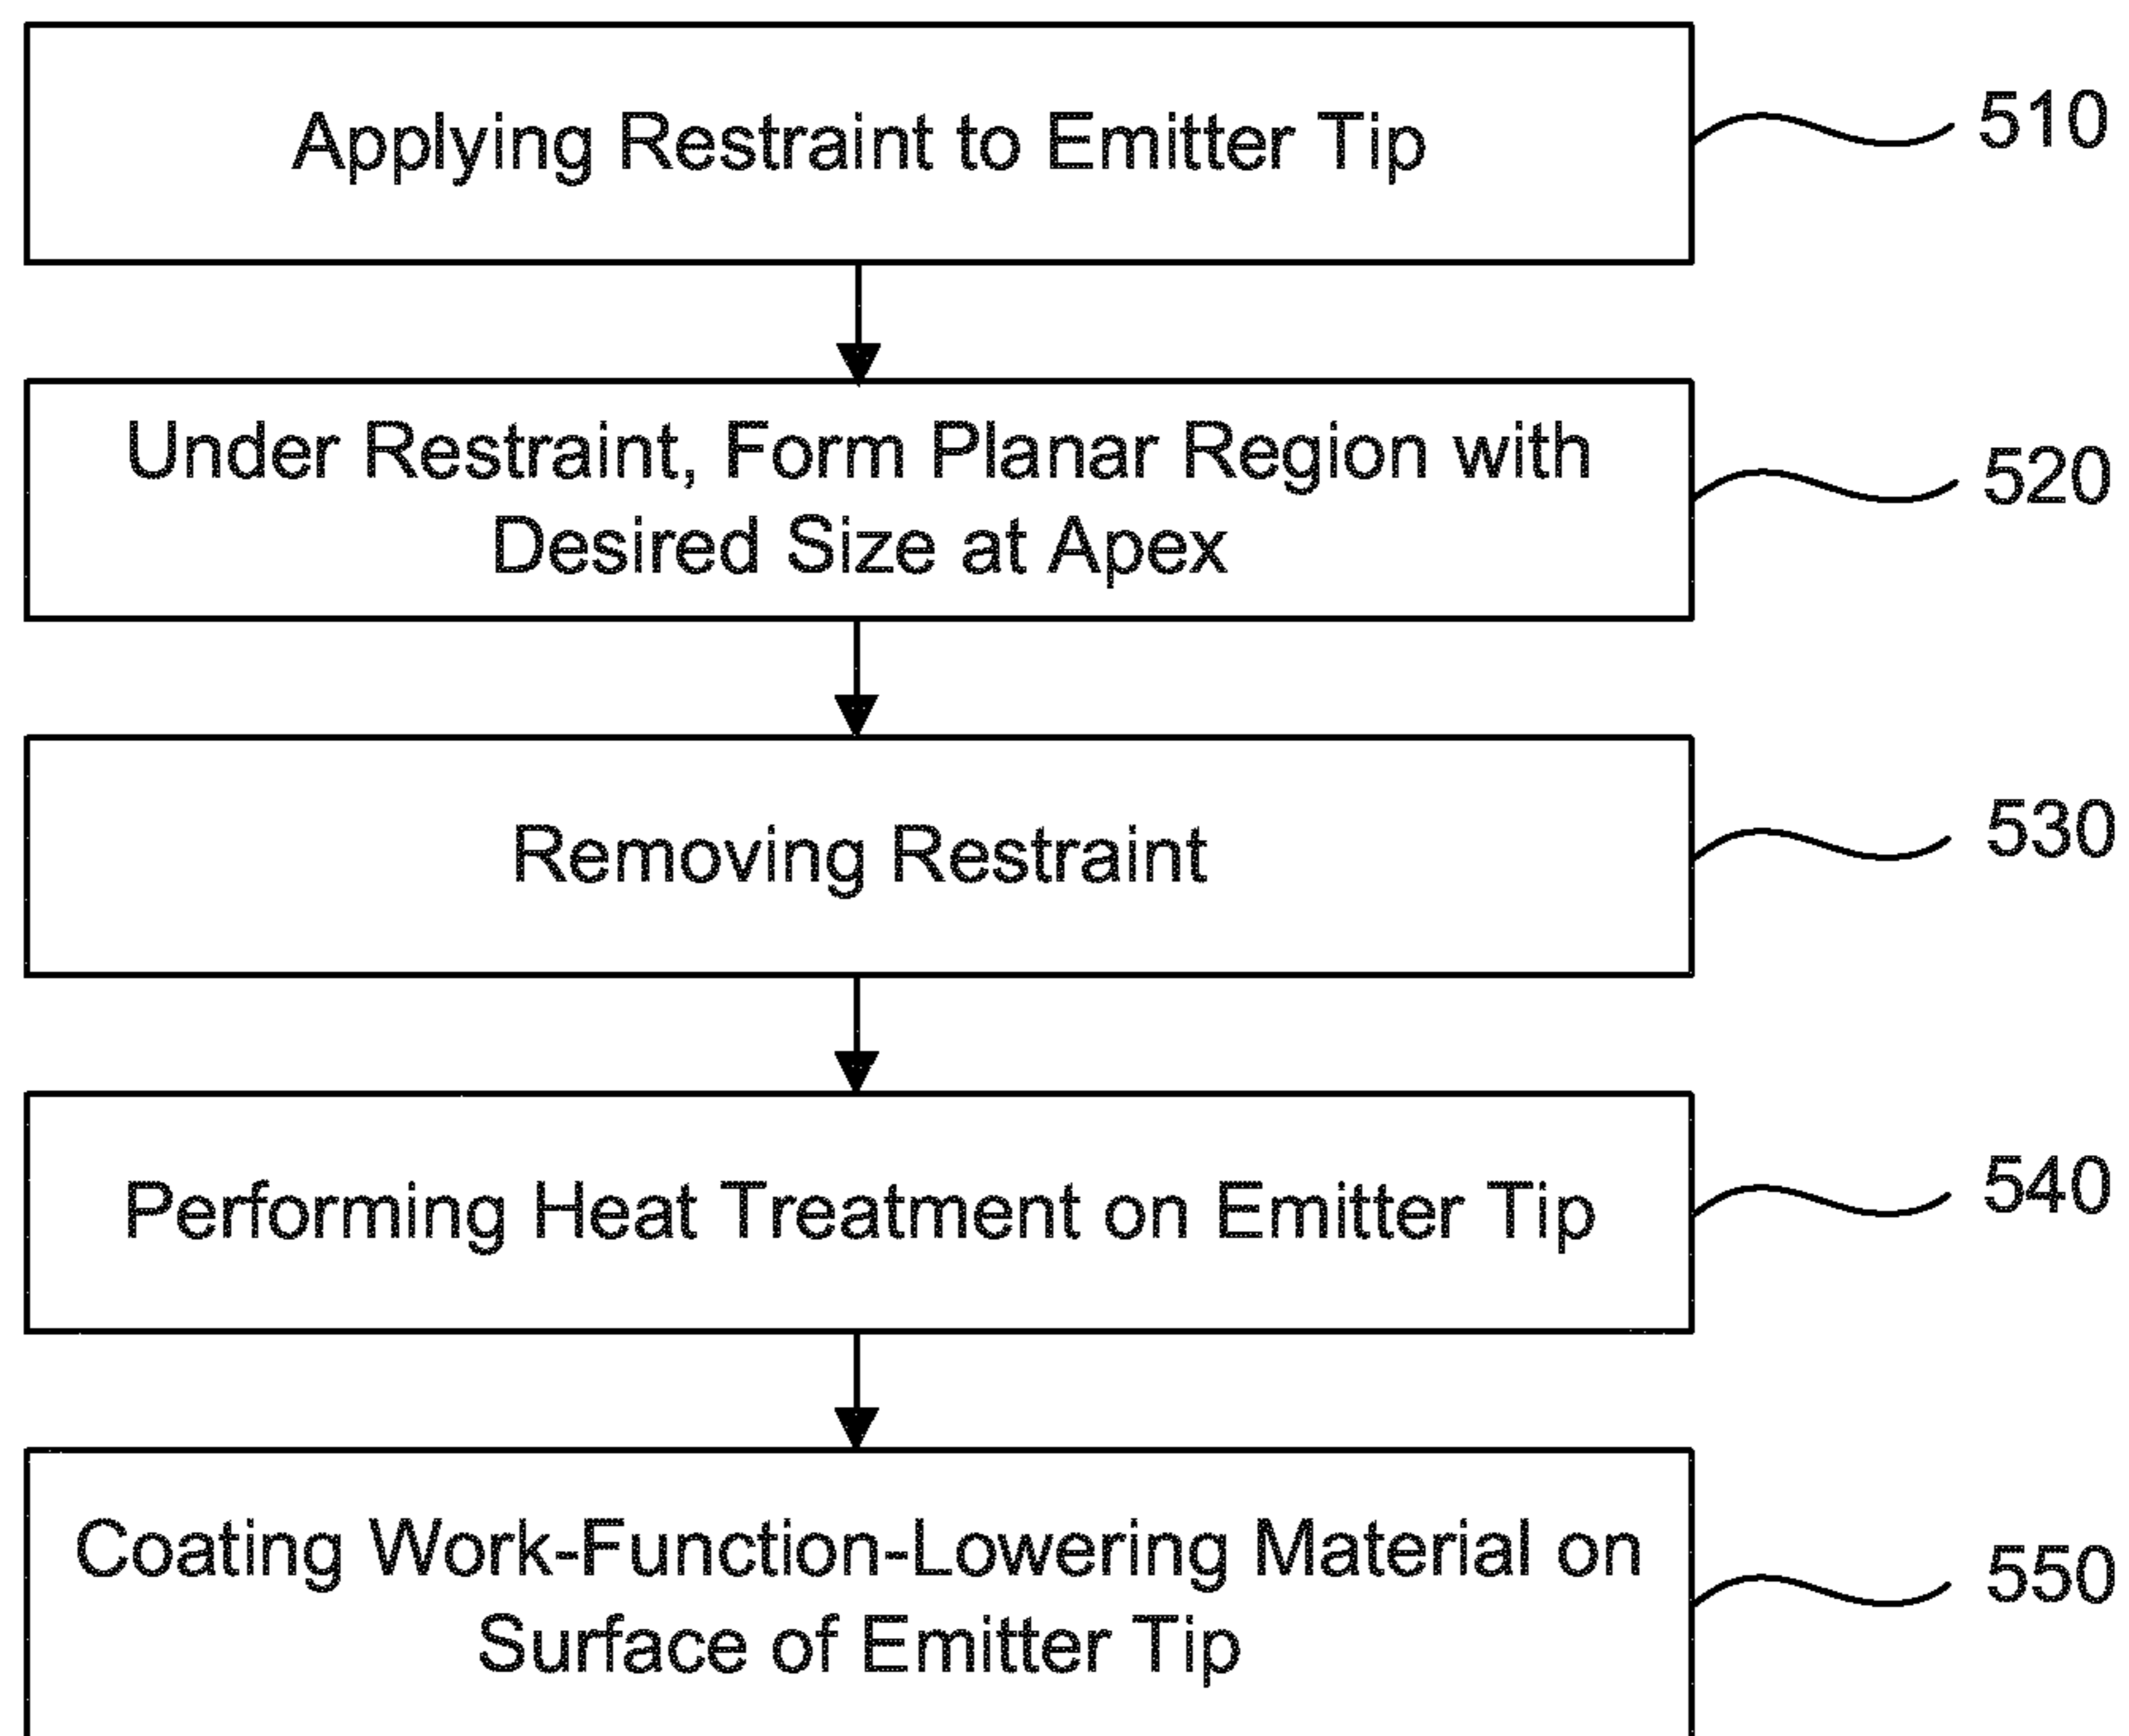 Applying Restraint to Emitter Tip
510
Under Restraint, Form Planar Region with
Desired Size at Apex
520
Removing Restraint
530
Performing Heat Treatment on Emitter Tip
540
Coating Work-Function-Lowering Material on
Surface of Emitter Tip
550